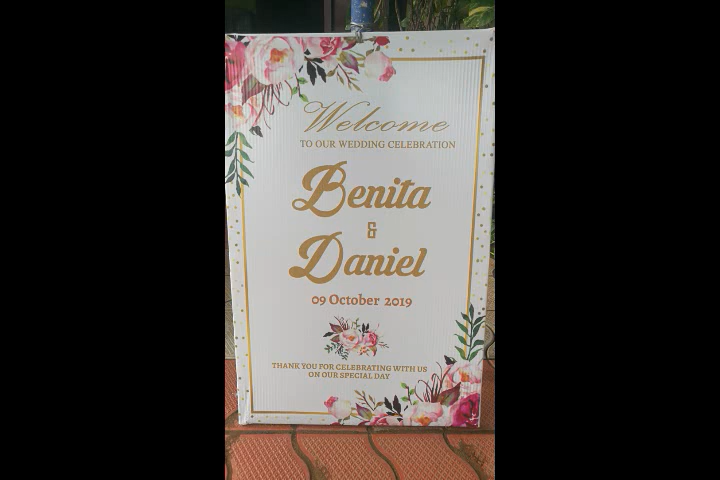 Welcome
TO OUR WEDDING CELEBRATION
Benita
&
Daniel
09 October 2019
THANK YOU FOR CELEBRATING WITH US
ON OUR SPECIAL DAY